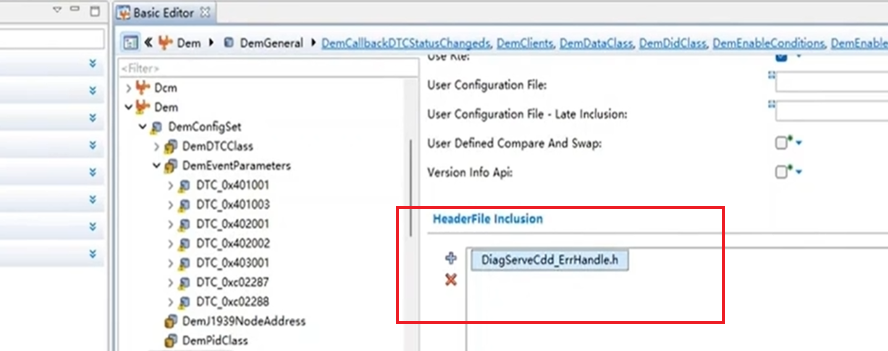 Basic Editor
Dem DemGeneral DemCallbackDTCStatusChangeds, DemClients, DemDataClass, DemDidClass, DemEnableConditions, DemEnable
<Filter>
Dcm
Dem
DemConfigSet
DemDTCClass
DemEventParameters
DTC_0x401001
DTC_0x401003
DTC_0x402001
DTC_0x402002
DTC_0x403001
DTC_0xc02287
DTC_0xc02288
DemJ1939NodeAddress
DemPidClass
Use Rte:
User Configuration File:
User Configuration File - Late Inclusion:
User Defined Compare And Swap:
Version Info Api:
HeaderFile Inclusion
DiagServeCdd_ErrHandle.h